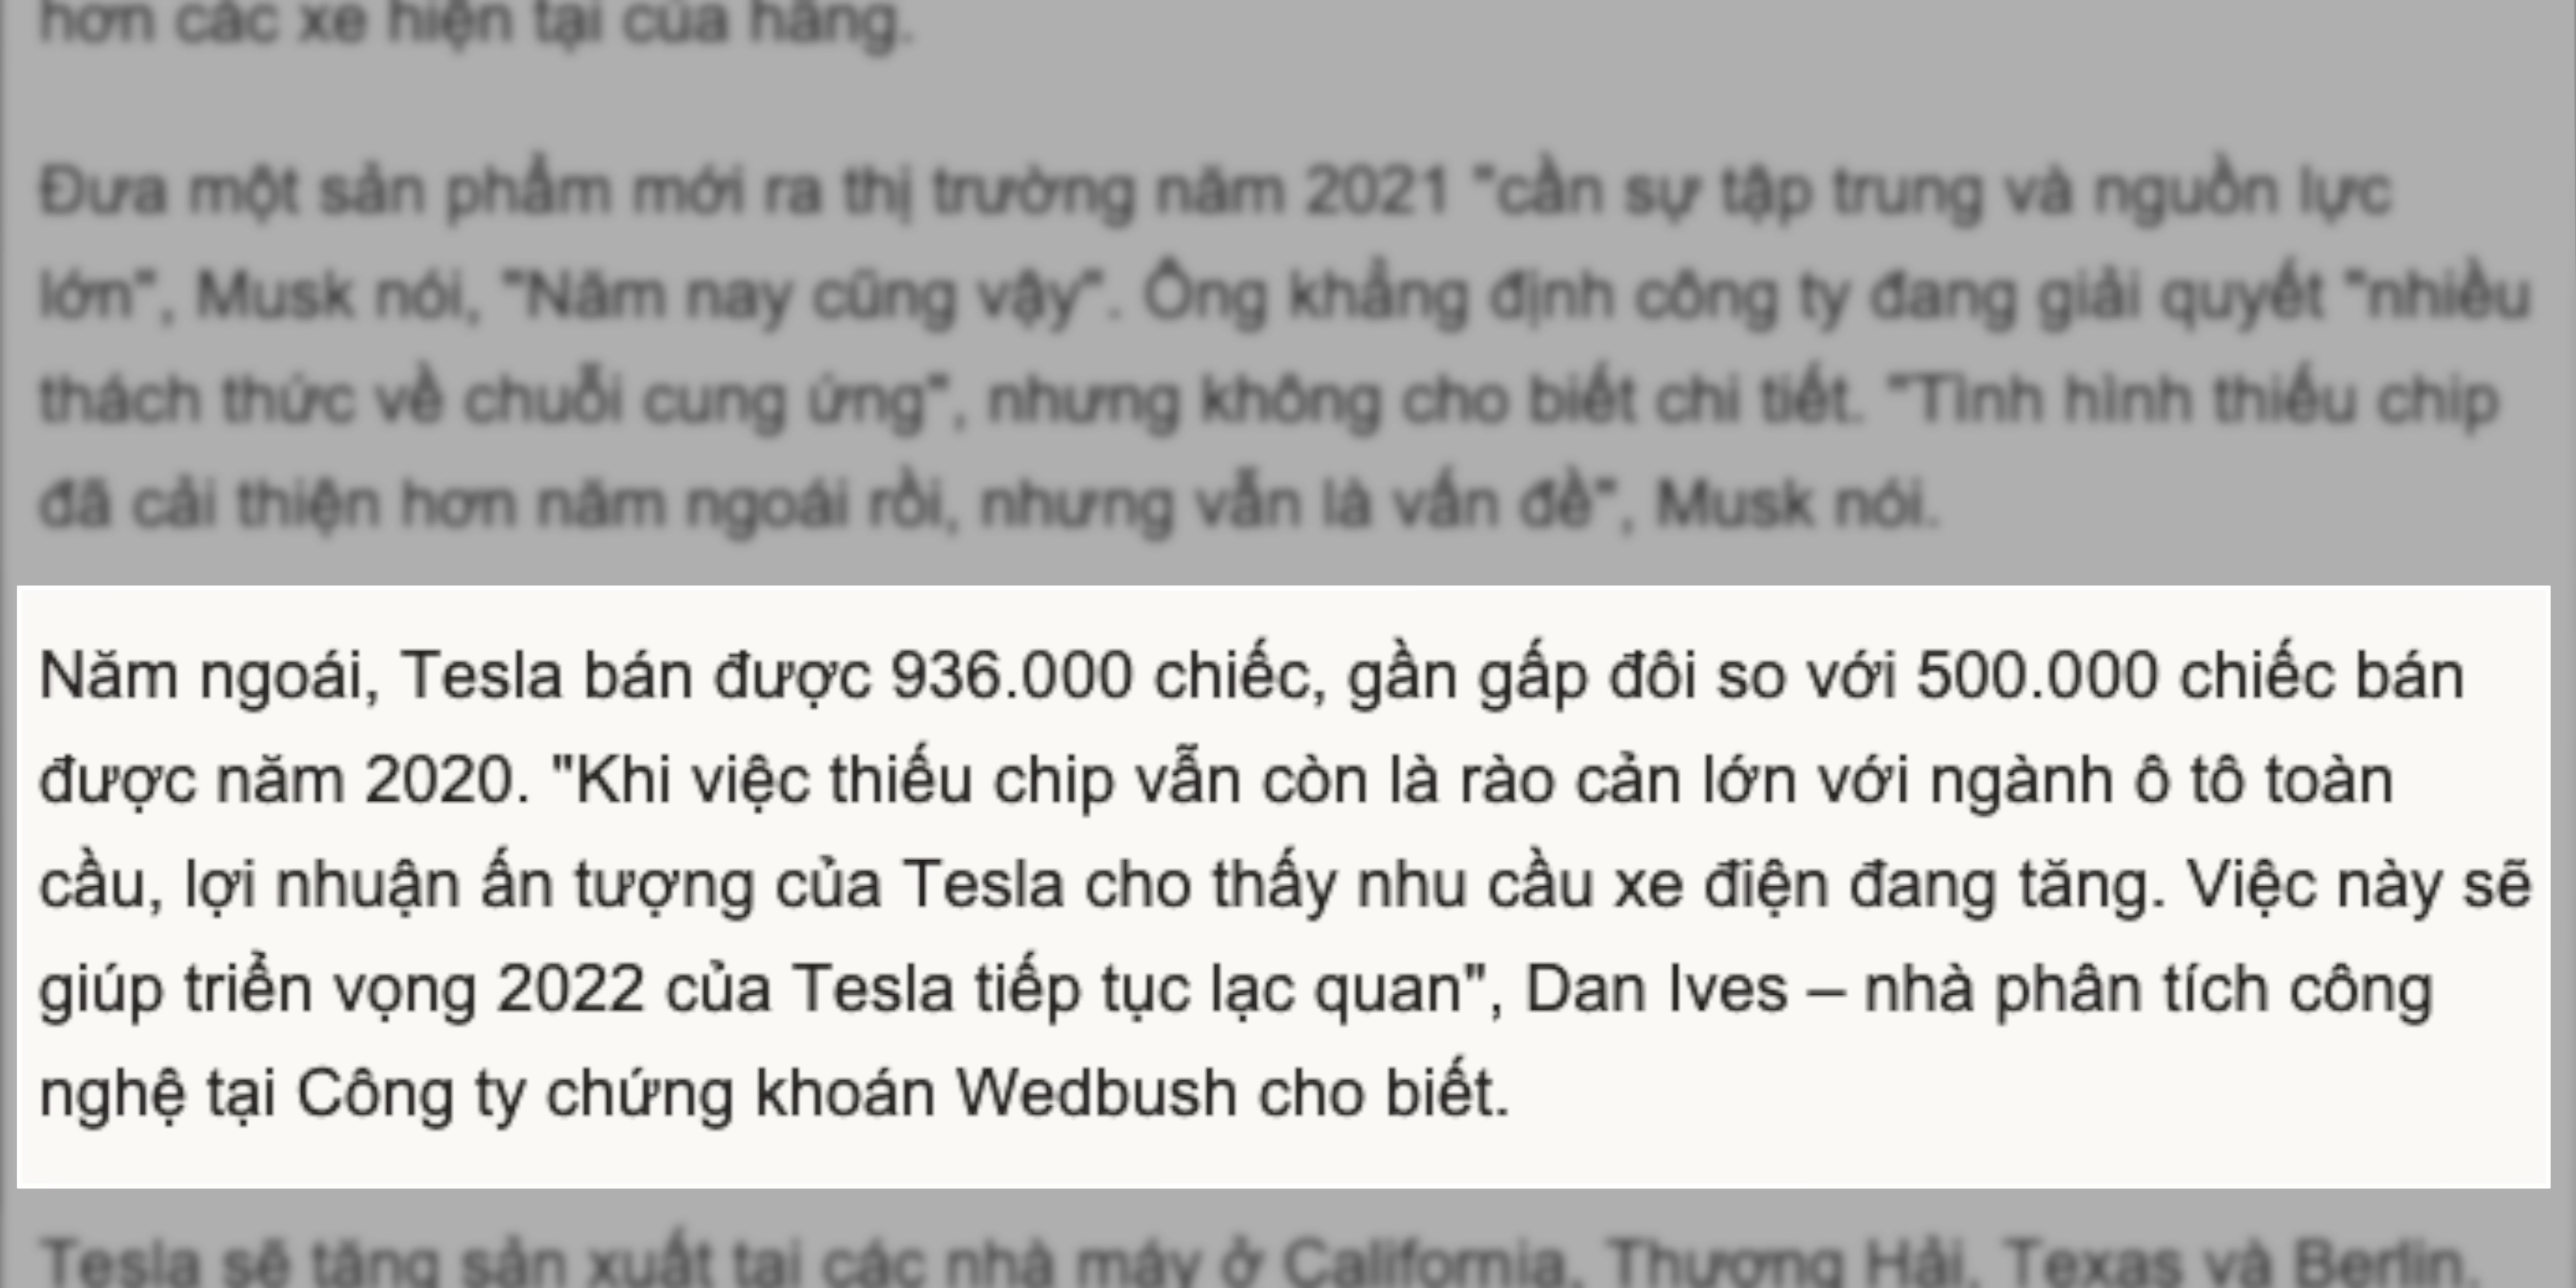 hơn các xe hiện tại của hãng.
Đưa một sản phẩm mới ra thị trường năm 2021 "cần sự tập trung và nguồn lực
lớn", Musk nói, "Năm nay cũng vậy". Ông khẳng định công ty đang giải quyết "nhiều
thách thức về chuỗi cung ứng", nhưng không cho biết chi tiết. "Tình hình thiếu chip
đã cải thiện hơn năm ngoái rồi, nhưng vẫn là vấn đề", Musk nói.
Năm ngoái, Tesla bán được 936.000 chiếc, gần gấp đôi so với 500.000 chiếc bán
được năm 2020. "Khi việc thiếu chip vẫn còn là rào cản lớn với ngành ô tô toàn
cầu, lợi nhuận ấn tượng của Tesla cho thấy nhu cầu xe điện đang tăng. Việc này sẽ
giúp triển vọng 2022 của Tesla tiếp tục lạc quan", Dan Ives – nhà phân tích công
nghệ tại Công ty chứng khoán Wedbush cho biết.
Tesla sẽ tăng sản xuất tại các nhà máy ở California, Thượng Hải, Texas và Berlin.